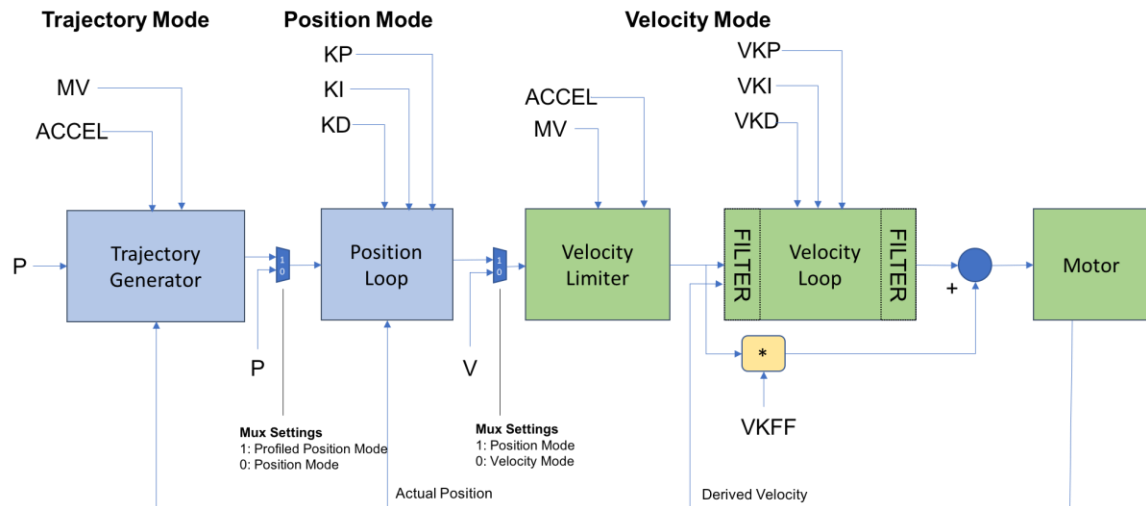 Trajectory Mode
Position Mode
Velocity Mode
MV
ACCEL
KP
KI
KD
ACCEL
MV
VKP
VKI
VKD
P
Trajectory
Generator
1
0
P
Position
Loop
1
0
V
Velocity
Limiter
FILTER
Velocity
Loop
FILTER
+
Motor
*
VKFF
Mux Settings
1: Profiled Position Mode
0: Position Mode
Mux Settings
1: Position Mode
0: Velocity Mode
Actual Position
Derived Velocity